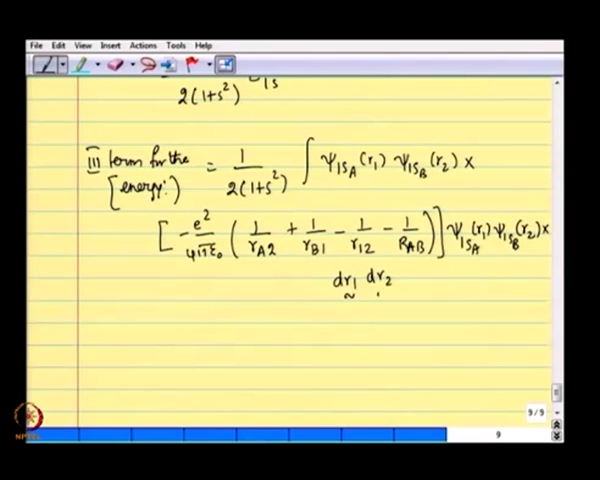 File Edit View Insert Actions Tools Help
2(1+s²) 1s
III term for the = 1/2(1+s²) ∫ ψ1sA(r1) ψ1sB(r2) ×
[energy:)
[ -e²/4πε₀ ( 1/rA2 + 1/rB1 - 1/r12 - 1/RAB ) ] ψ1sA(r1) ψ1sB(r2) ×
dr1 dr2
9/9
NPTEL
9